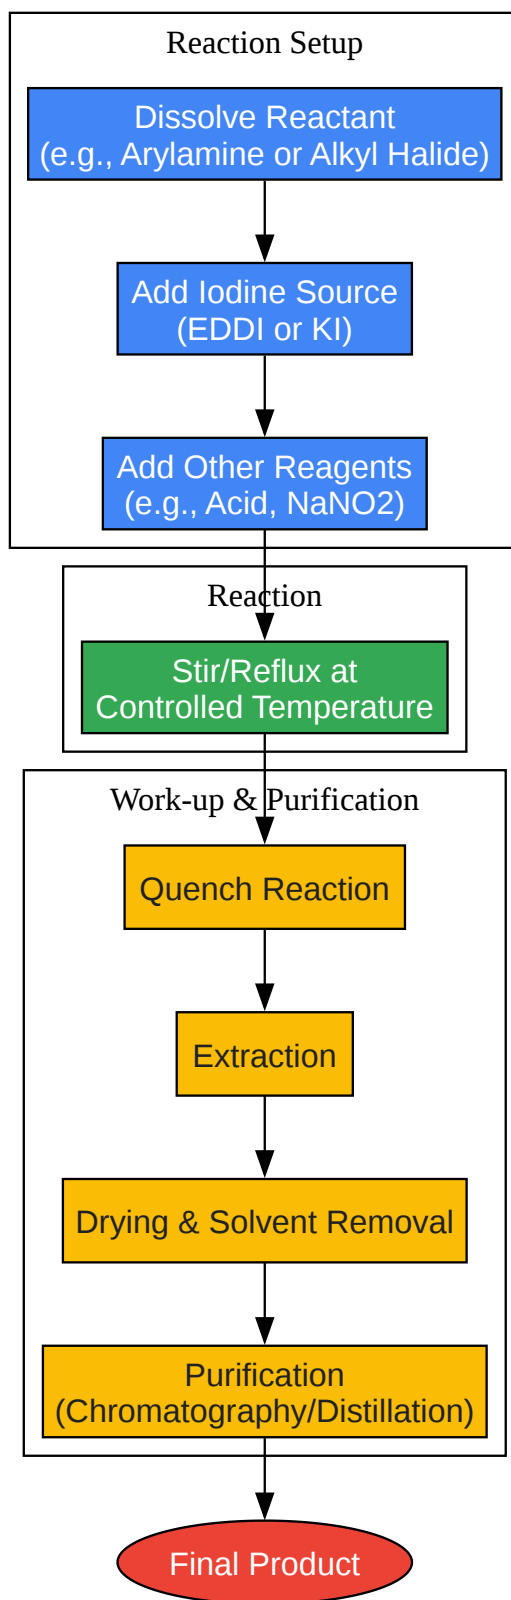 Reaction Setup
Dissolve Reactant
(e.g., Arylamine or Alkyl Halide)
Add Iodine Source
(EDDI or KI)
Add Other Reagents
(e.g., Acid, NaNO2)
Reaction
Stir/Reflux at
Controlled Temperature
Work-up & Purification
Quench Reaction
Extraction
Drying & Solvent Removal
Purification
(Chromatography/Distillation)
Final Product